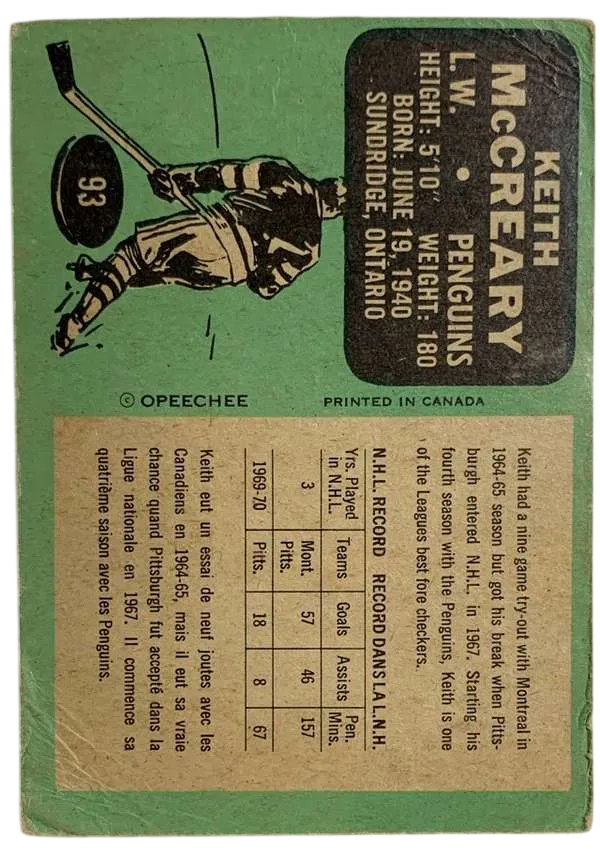 KEITH
McCREARY
L. W. • PENGUINS
HEIGHT: 5'10" WEIGHT: 180
BORN: JUNE 19, 1940
SUNDRIDGE, ONTARIO
93
© OPEECHEE PRINTED IN CANADA
Keith had a nine game try-out with Montreal in
1964-65 season but got his break when Pitts-
burgh entered N.H.L. in 1967. Starting his
fourth season with the Penguins, Keith is one
of the Leagues best fore checkers.
N.H.L. RECORD RECORD DANS LA L.N.H.
Yrs. Played in N.H.L. Teams Goals Assists Pen. Mins.
3 Mont. 57 46 157
Pitts.
1969-70 Pitts. 18 8 67
Keith eut un essai de neuf joutes avec les
Canadiens en 1964-65, mais il eut sa vraie
chance quand Pittsburgh fut accepté dans la
Ligue nationale en 1967. Il commence sa
quatrième saison avec les Penguins.